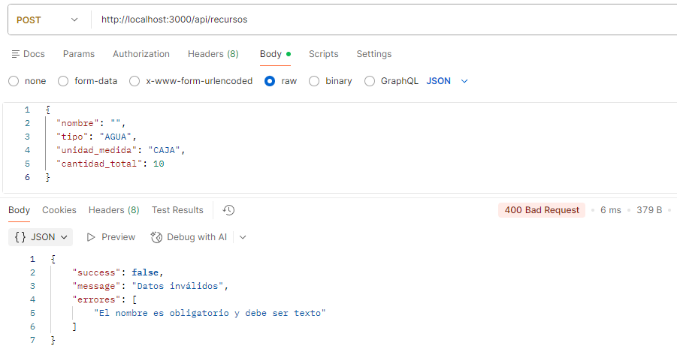 POST http://localhost:3000/api/recursos
Docs Params Authorization Headers (8) Body Scripts Settings
none form-data x-www-form-urlencoded raw binary GraphQL JSON
1 {
2 "nombre": "",
3 "tipo": "AGUA",
4 "unidad_medida": "CAJA",
5 "cantidad_total": 10
6 }
Body Cookies Headers (8) Test Results 400 Bad Request • 6 ms • 379 B •
{} JSON Preview Debug with AI
1 {
2 "success": false,
3 "message": "Datos inválidos",
4 "errores": [
5 "El nombre es obligatorio y debe ser texto"
6 ]
7 }